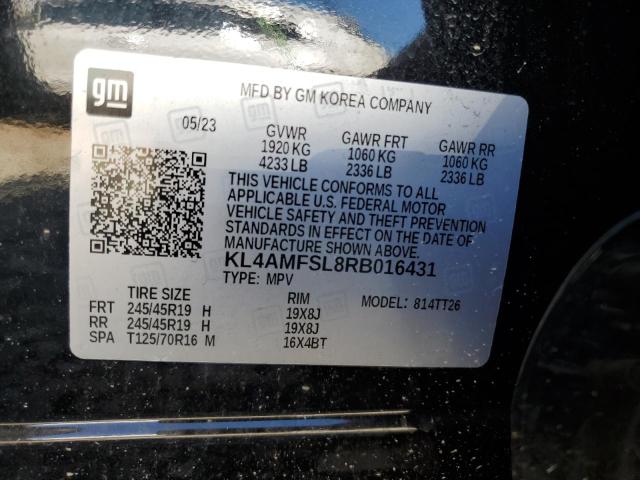 gm
MFD BY GM KOREA COMPANY
05/23
GVWR GAWR FRT GAWR RR
1920 KG 1060 KG 1060 KG
4233 LB 2336 LB 2336 LB
THIS VEHICLE CONFORMS TO ALL
APPLICABLE U.S. FEDERAL MOTOR
VEHICLE SAFETY AND THEFT PREVENTION
STANDARDS IN EFFECT ON THE DATE OF
MANUFACTURE SHOWN ABOVE.
KL4AMFSL8RB016431
TYPE: MPV
TIRE SIZE RIM MODEL: 814TT26
FRT 245/45R19 H 19X8J
RR 245/45R19 H 19X8J
SPA T125/70R16 M 16X4BT